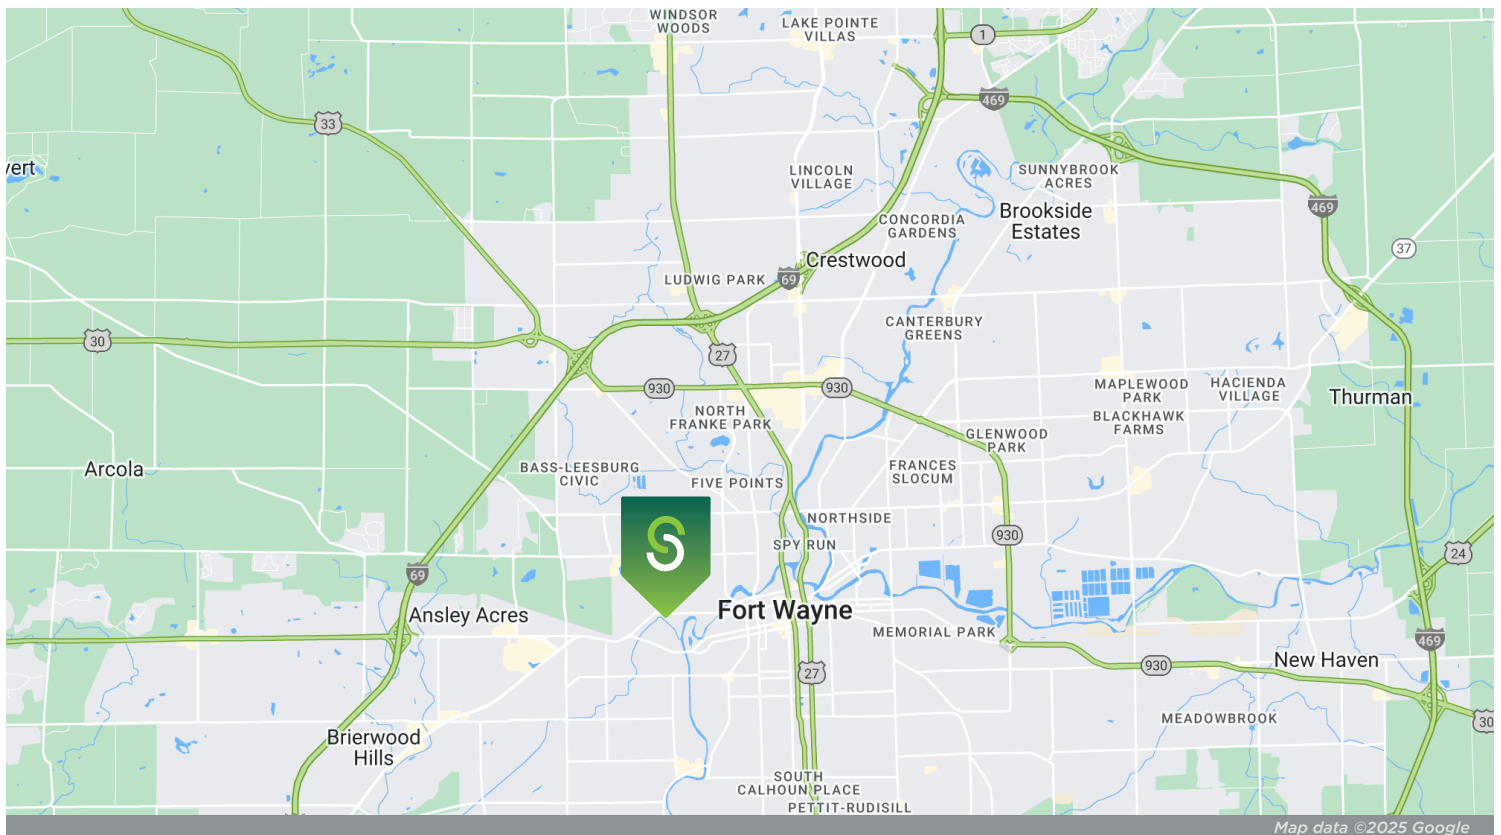 WINDSOR
WOODS
LAKE POINTE
VILLAS
1
469
33
vert
LINCOLN
VILLAGE
SUNNYBROOK
ACRES
469
Brookside
Estates
CONCORDIA
GARDENS
37
Crestwood
LUDWIG PARK
69
CANTERBURY
GREENS
30
27
930
930
MAPLEWOOD
PARK
HACIENDA
VILLAGE
Thurman
NORTH
FRANKE PARK
BLACKHAWK
FARMS
GLENWOOD
PARK
Arcola
BASS-LEESBURG
CIVIC
FIVE POINTS
FRANCES
SLOCUM
NORTHSIDE
930
SPY RUN
24
69
Ansley Acres
Fort Wayne
MEMORIAL PARK
469
New Haven
930
27
MEADOWBROOK
30
Brierwood
Hills
SOUTH
CALHOUN PLACE
PETTIT-RUDISILL
Map data ©2025 Google